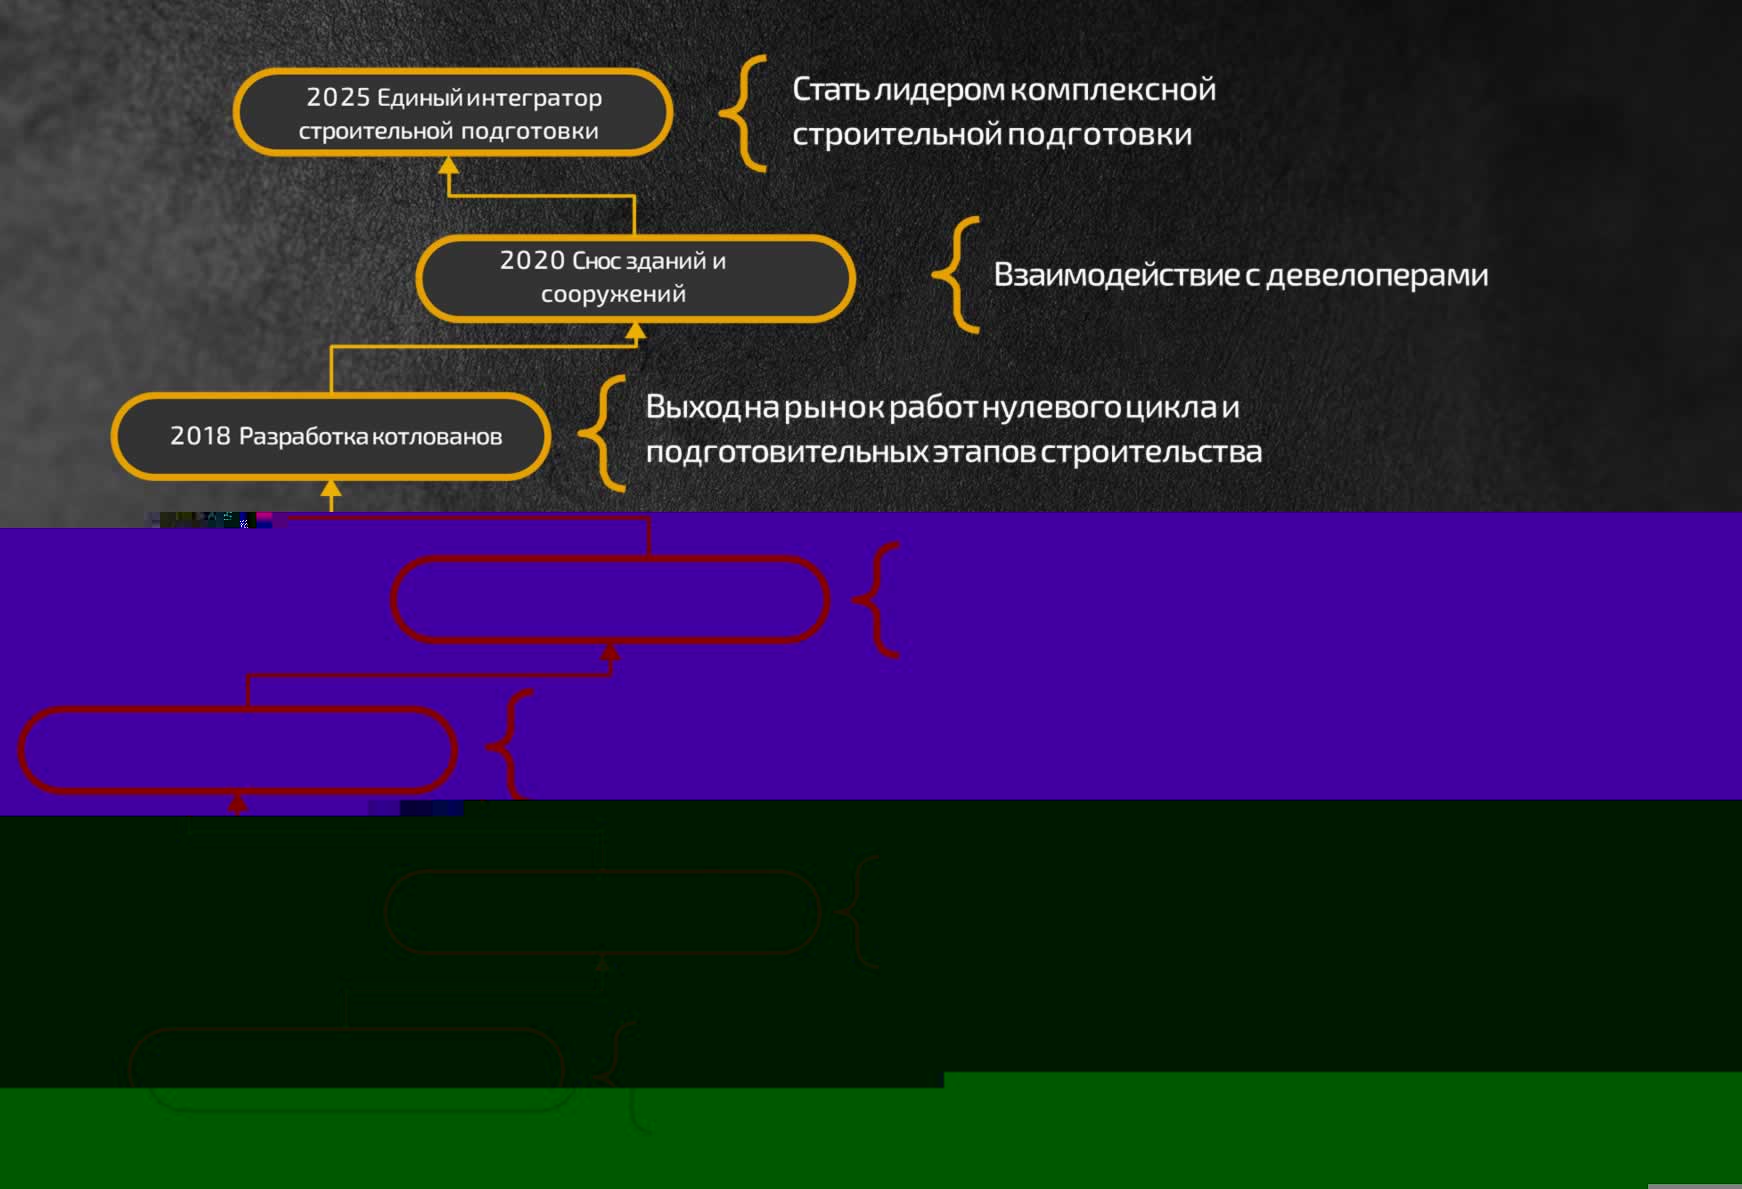 2025 Единый интегратор
строительной подготовки
Стать лидером комплексной
строительной подготовки
2020 Снос зданий и
сооружений
Взаимодействие с девелоперами
2018 Разработка котлованов
Выход на рынок работ нулевого цикла и
подготовительных этапов строительства